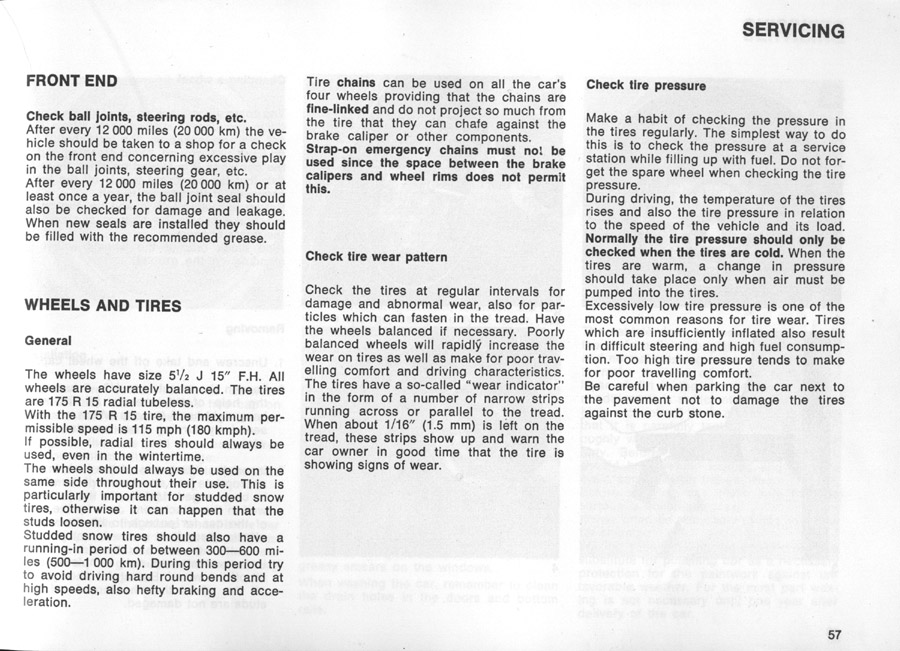 SERVICING
FRONT END
Check ball joints, steering rods, etc.
After every 12 000 miles (20 000 km) the ve-
hicle should be taken to a shop for a check
on the front end concerning excessive play
in the ball joints, steering gear, etc.
After every 12 000 miles (20 000 km) or at
least once a year, the ball joint seal should
also be checked for damage and leakage.
When new seals are installed they should
be filled with the recommended grease.
WHEELS AND TIRES
General
The wheels have size 5½ J 15" F.H. All
wheels are accurately balanced. The tires
are 175 R 15 radial tubeless.
With the 175 R 15 tire, the maximum per-
missible speed is 115 mph (180 kmph).
If possible, radial tires should always be
used, even in the wintertime.
The wheels should always be used on the
same side throughout their use. This is
particularly important for studded snow
tires, otherwise it can happen that the
studs loosen.
Studded snow tires should also have a
running-in period of between 300—600 mi-
les (500—1 000 km). During this period try
to avoid driving hard round bends and at
high speeds, also hefty braking and acce-
leration.
Tire chains can be used on all the car's
four wheels providing that the chains are
fine-linked and do not project so much from
the tire that they can chafe against the
brake caliper or other components.
Strap-on emergency chains must not be
used since the space between the brake
calipers and wheel rims does not permit
this.
Check tire wear pattern
Check the tires at regular intervals for
damage and abnormal wear, also for par-
ticles which can fasten in the tread. Have
the wheels balanced if necessary. Poorly
balanced wheels will rapidly increase the
wear on tires as well as make for poor trav-
elling comfort and driving characteristics.
The tires have a so-called "wear indicator"
in the form of a number of narrow strips
running across or parallel to the tread.
When about 1/16" (1.5 mm) is left on the
tread, these strips show up and warn the
car owner in good time that the tire is
showing signs of wear.
Check tire pressure
Make a habit of checking the pressure in
the tires regularly. The simplest way to do
this is to check the pressure at a service
station while filling up with fuel. Do not for-
get the spare wheel when checking the tire
pressure.
During driving, the temperature of the tires
rises and also the tire pressure in relation
to the speed of the vehicle and its load.
Normally the tire pressure should only be
checked when the tires are cold. When the
tires are warm, a change in pressure
should take place only when air must be
pumped into the tires.
Excessively low tire pressure is one of the
most common reasons for tire wear. Tires
which are insufficiently inflated also result
in difficult steering and high fuel consump-
tion. Too high tire pressure tends to make
for poor travelling comfort.
Be careful when parking the car next to
the pavement not to damage the tires
against the curb stone.
57